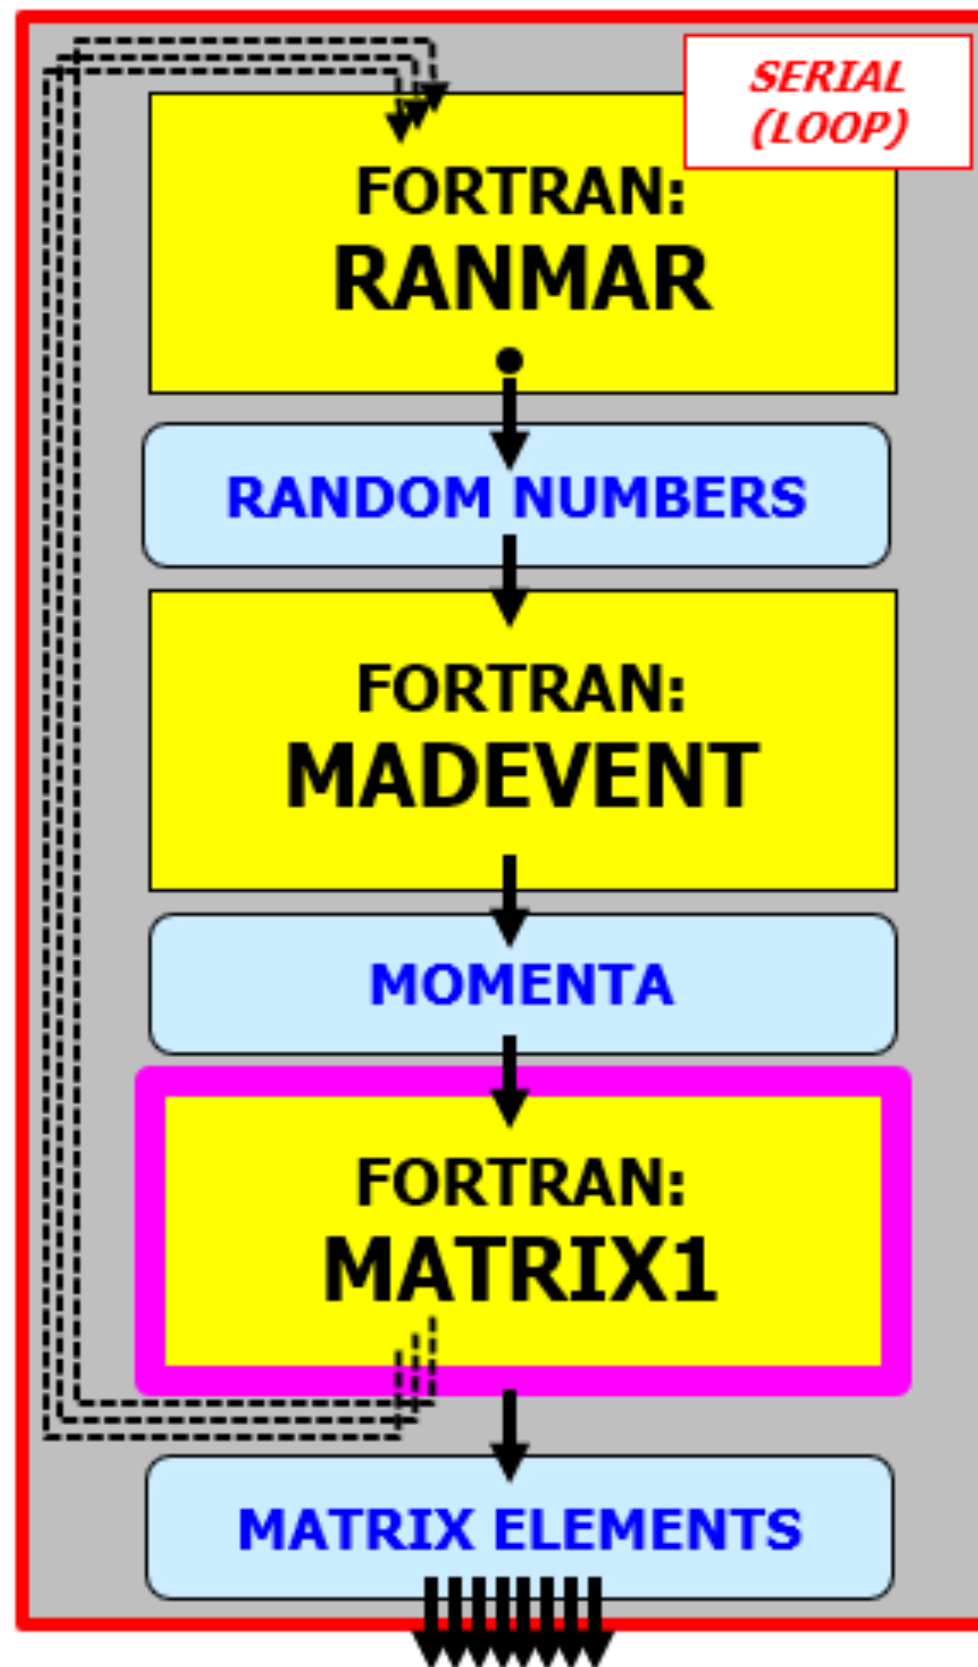 SERIAL
(LOOP)
FORTRAN:
RANMAR
RANDOM NUMBERS
FORTRAN:
MADEVENT
MOMENTA
FORTRAN:
MATRIX1
MATRIX ELEMENTS